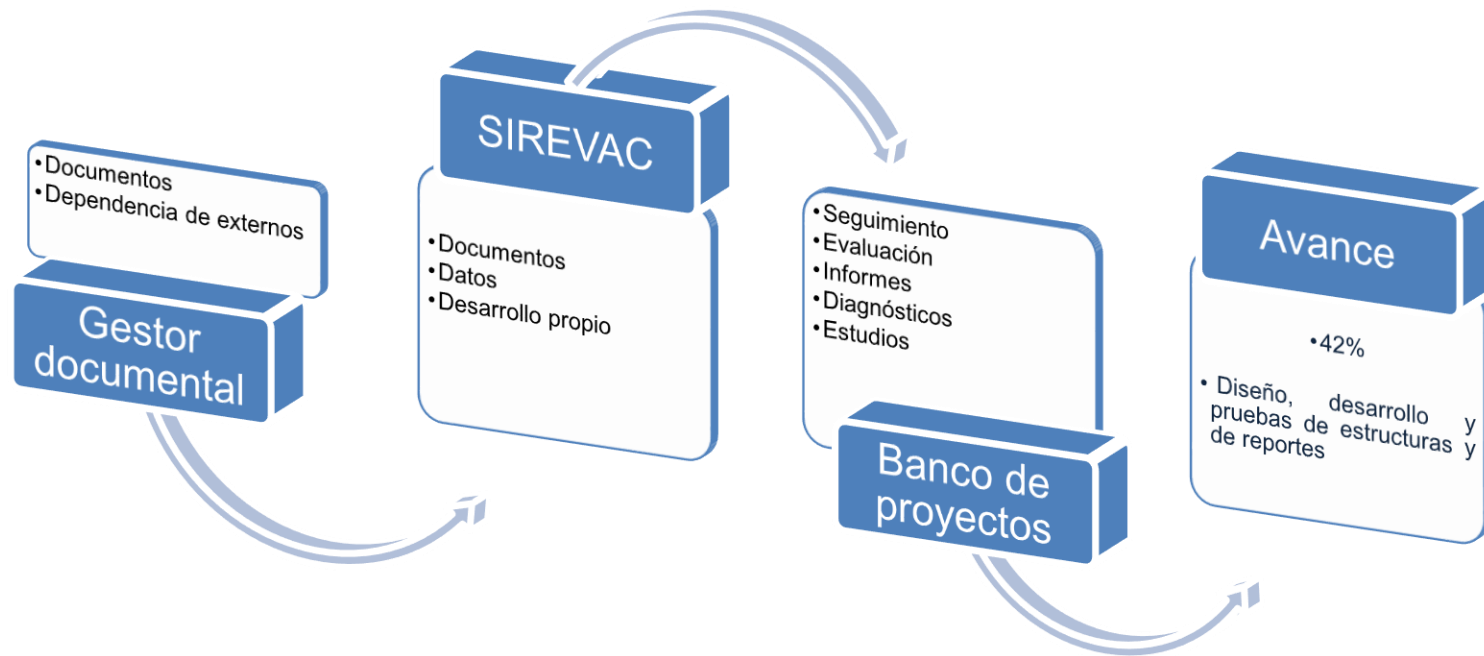 •Documentos
•Dependencia de externos
Gestor
documental
SIREVAC
•Documentos
•Datos
•Desarrollo propio
•Seguimiento
•Evaluación
•Informes
•Diagnósticos
•Estudios
Banco de
proyectos
Avance
•42%
• Diseño, desarrollo y
pruebas de estructuras y
de reportes